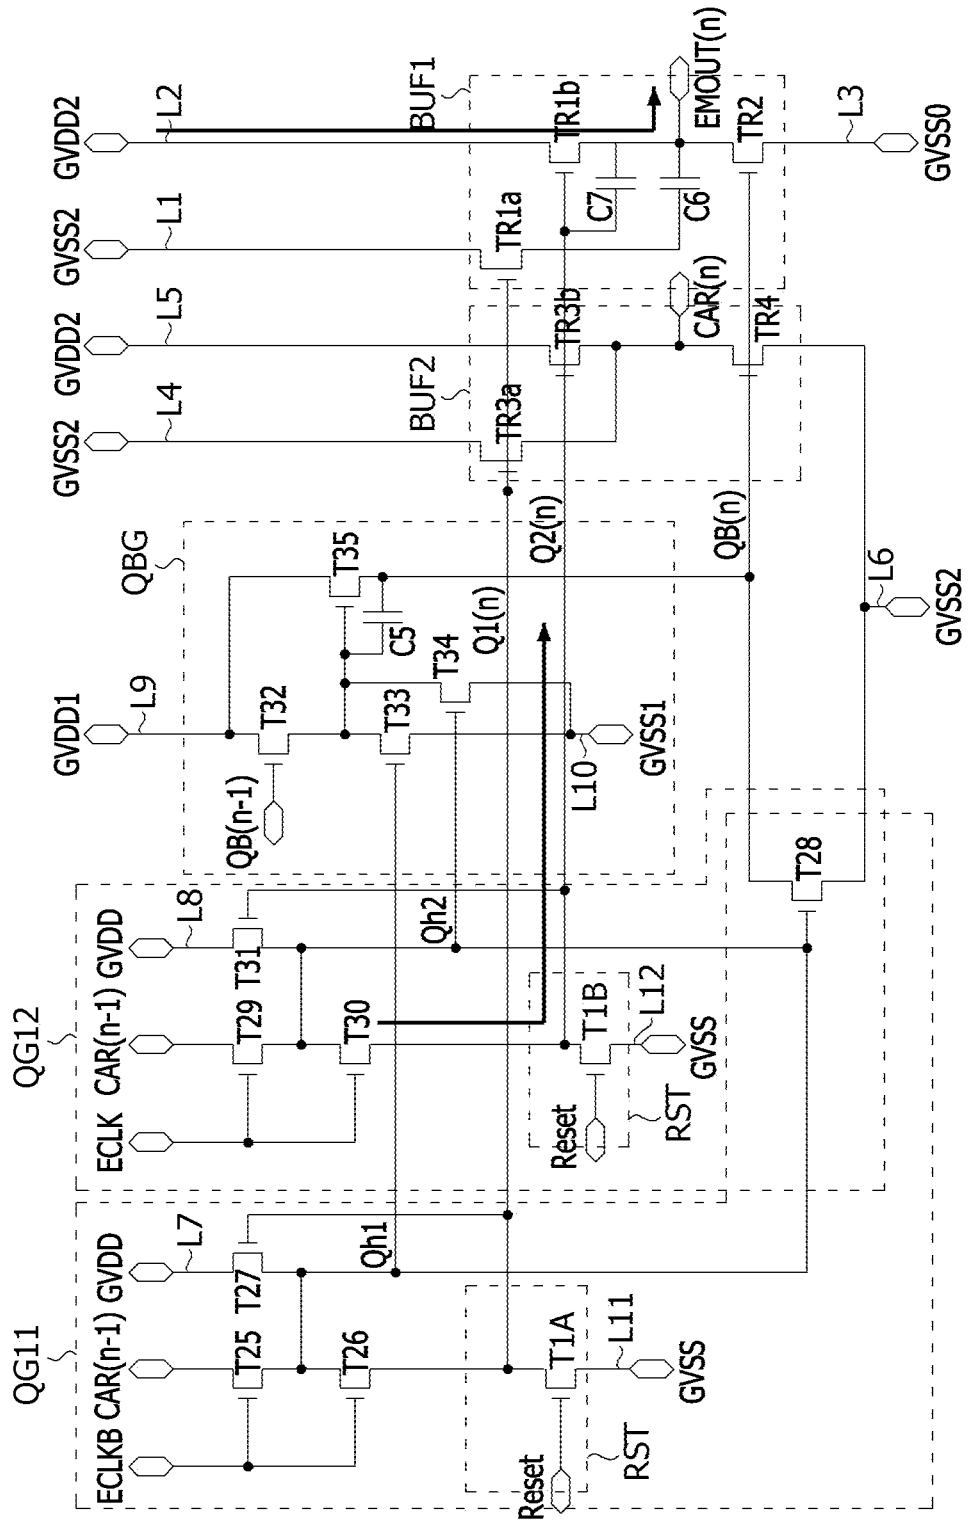 QG11
ECLKB
CAR(n-1)
GVDD
L7
T25
T27
T26
Qh1
Reset
T1A
RST
L11
GVSS
QG12
ECLK
CAR(n-1)
GVDD
L8
T29
T31
T30
Qh2
Reset
T1B
RST
L12
GVSS
T28
GVDD1
L9
QBG
QB(n-1)
T32
T35
T33
C5
T34
L10
GVSS1
Q1(n)
Q2(n)
QB(n)
L6
GVSS2
GVSS2
L4
GVDD2
L5
BUF2
TR3a
TR3b
CAR(n)
TR4
GVSS2
L1
GVDD2
L2
BUF1
TR1a
TR1b
C7
C6
EMOUT(n)
TR2
L3
GVSS0